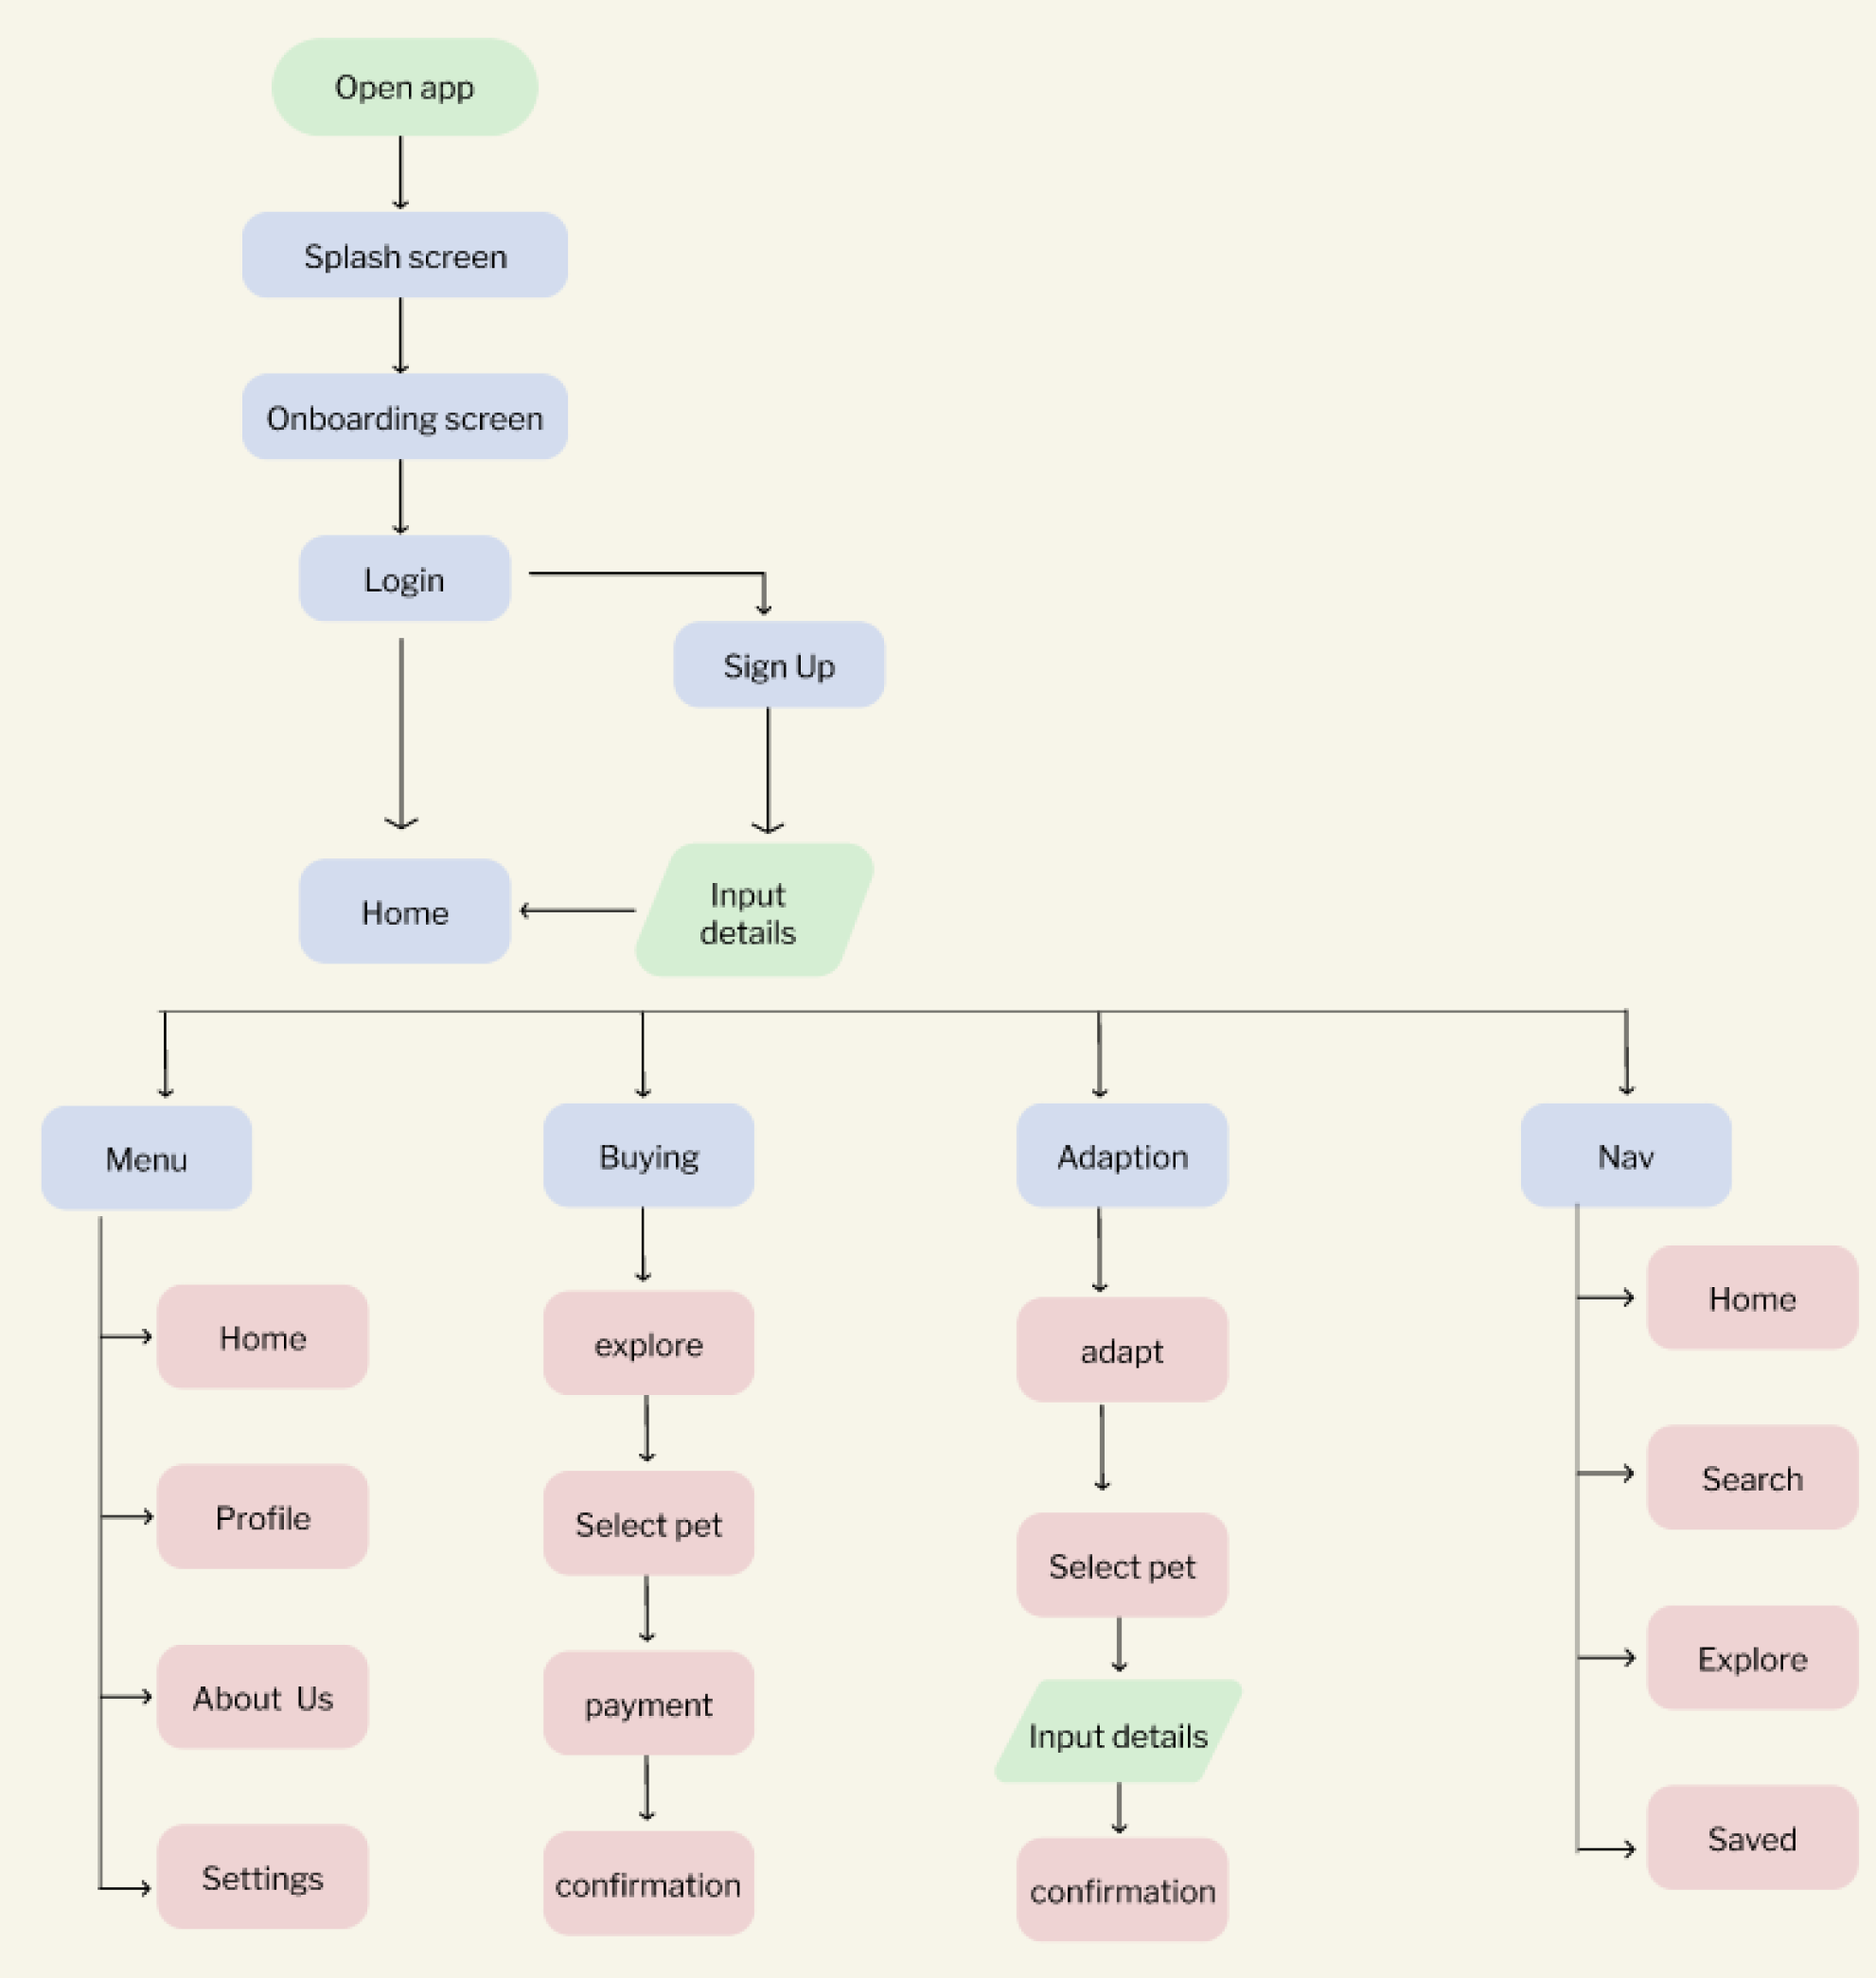 Open app
Splash screen
Onboarding screen
Login
Sign Up
Home
Input
details
Menu
Buying
Adaption
Nav
Home
Profile
About Us
Settings
explore
Select pet
payment
confirmation
adapt
Select pet
Input details
confirmation
Home
Search
Explore
Saved